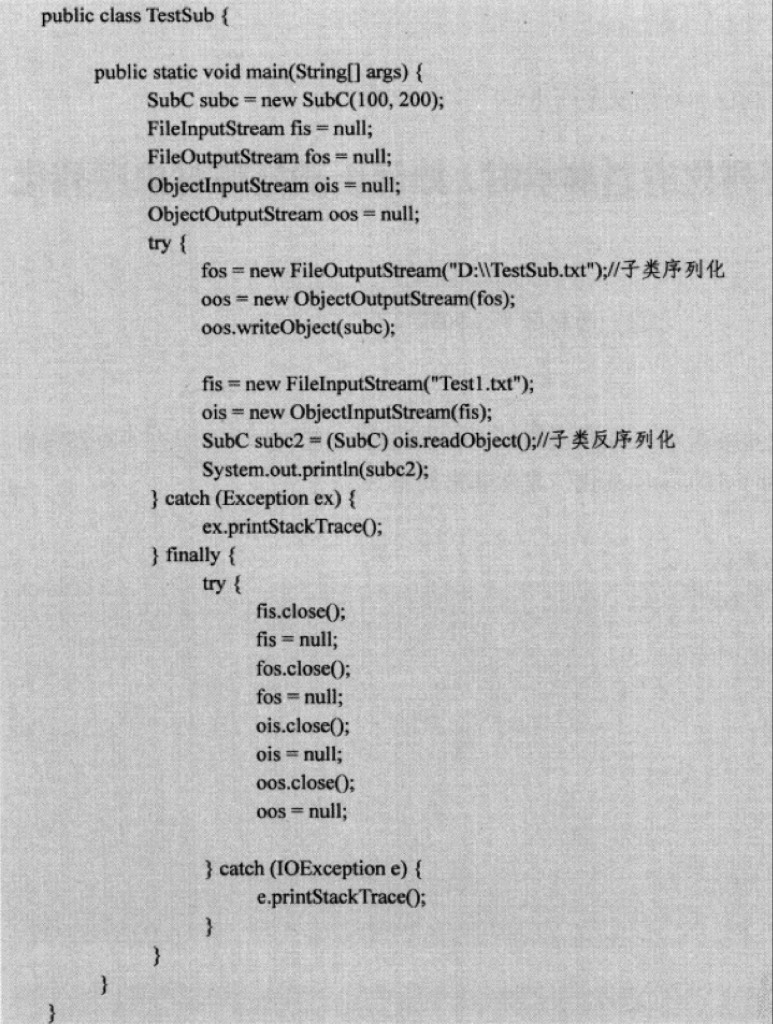 public class TestSub {
public static void main(String[] args) {
SubC subc = new SubC(100, 200);
FileInputStream fis = null;
FileOutputStream fos = null;
ObjectInputStream ois = null;
ObjectOutputStream oos = null;
try {
fos = new FileOutputStream("D:\\TestSub.txt");//子类序列化
oos = new ObjectOutputStream(fos);
oos.writeObject(subc);
fis = new FileInputStream("Test1.txt");
ois = new ObjectInputStream(fis);
SubC subc2 = (SubC) ois.readObject();//子类反序列化
System.out.println(subc2);
} catch (Exception ex) {
ex.printStackTrace();
} finally {
try {
fis.close();
fis = null;
fos.close();
fos = null;
ois.close();
ois = null;
oos.close();
oos = null;
} catch (IOException e) {
e.printStackTrace();
}
}
}
}